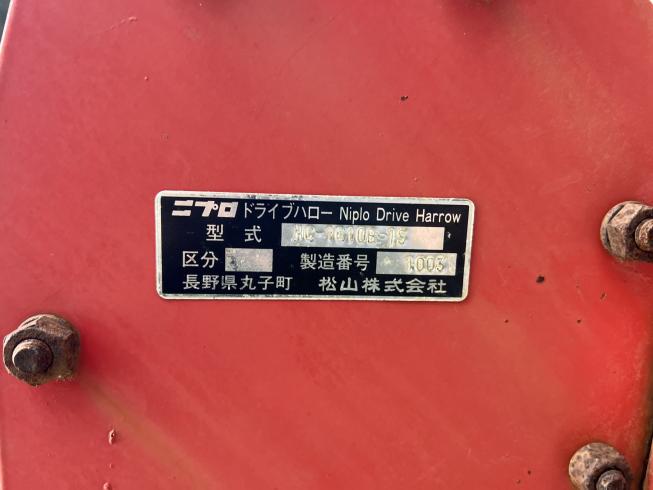 ニプロ ドライブハロー Niplo Drive Harrow
型式
区分 製造番号 1003
長野県丸子町 松山株式会社